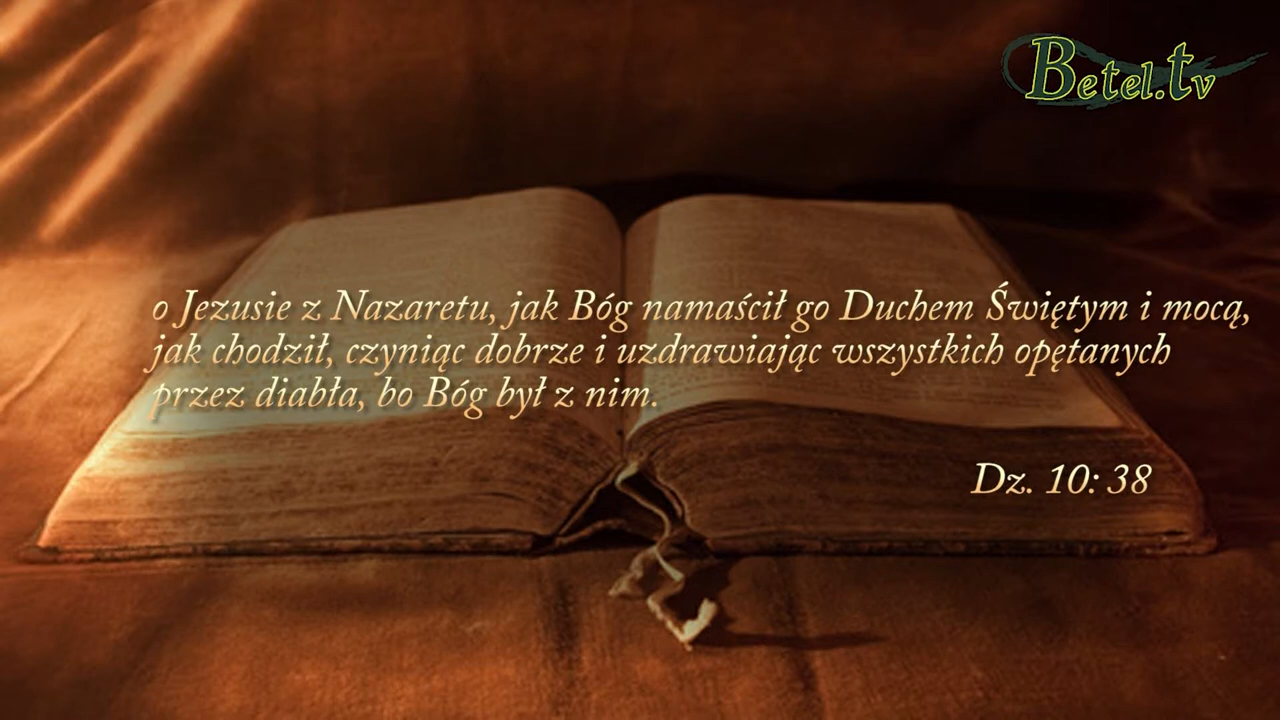 Betel.tv
o Jezusie z Nazaretu, jak Bóg namaścił go Duchem Świętym i mocą,
jak chodził, czyniąc dobrze i uzdrawiając wszystkich opętanych
przez diabła, bo Bóg był z nim.
Dz. 10: 38